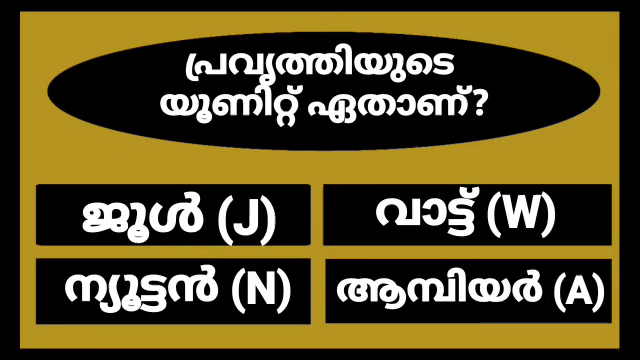 പ്രവൃത്തിയുടെ
യൂണിറ്റ് ഏതാണ്?
ജൂൾ (J)
വാട്ട് (W)
ന്യൂട്ടൻ (N)
ആമ്പിയർ (A)